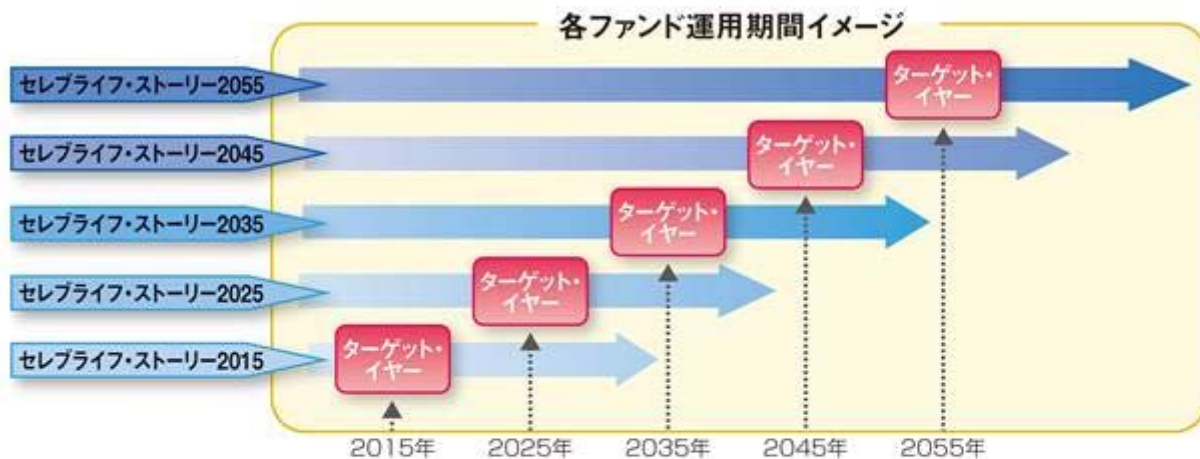 各ファンド運用期間イメージ
セレブライフ・ストーリー2055
ターゲット・
イヤー
セレブライフ・ストーリー2045
ターゲット・
イヤー
セレブライフ・ストーリー2035
ターゲット・
イヤー
セレブライフ・ストーリー2025
ターゲット・
イヤー
セレブライフ・ストーリー2015
ターゲット・
イヤー
2015年 2025年 2035年 2045年 2055年